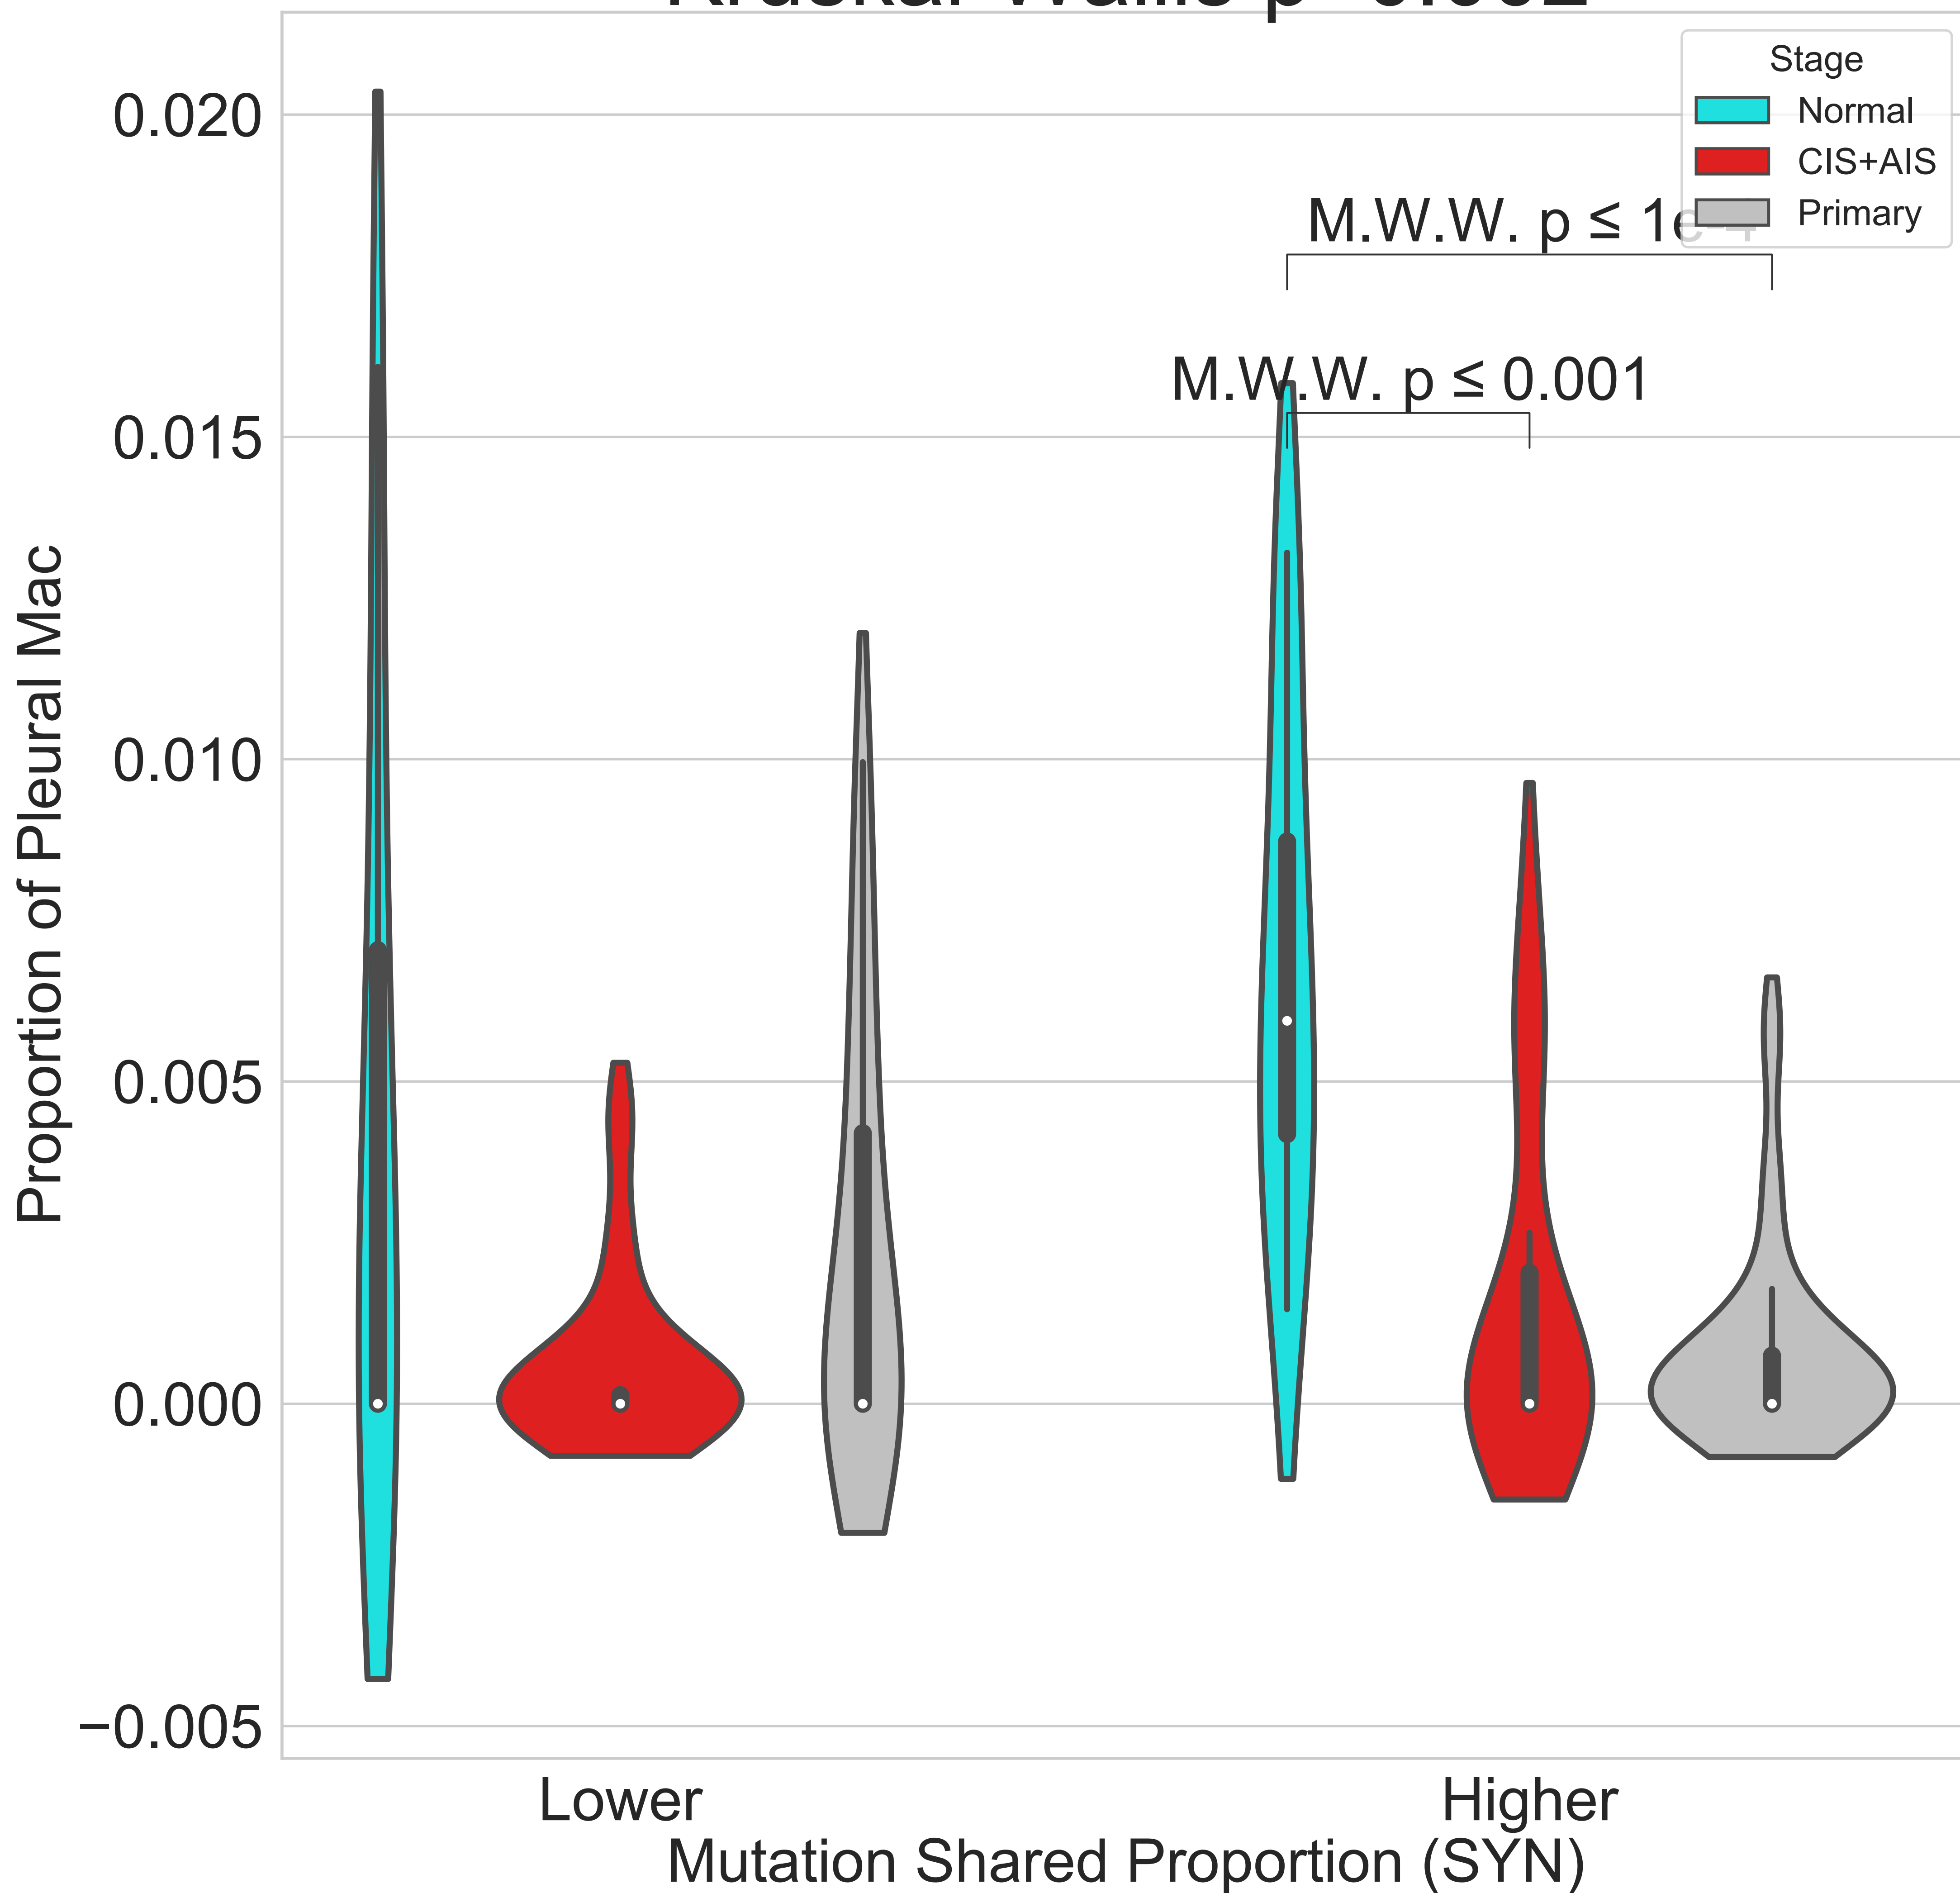 Stage
Normal
CIS+AIS
Primary
M.W.W. p ≤ 1e-4
M.W.W. p ≤ 0.001
0.020
0.015
0.010
0.005
0.000
−0.005
Proportion of Pleural Mac
Lower
Higher
Mutation Shared Proportion (SYN)